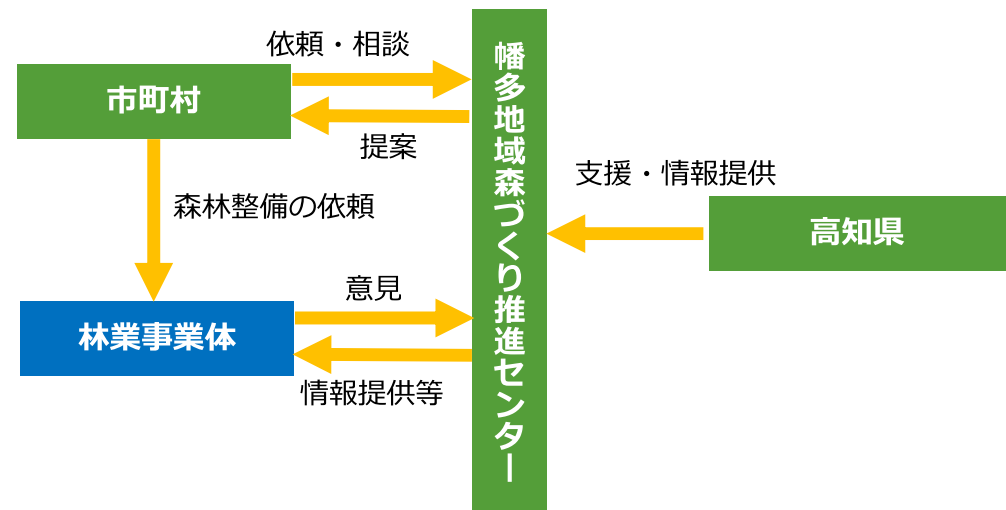 依頼・相談
市町村
提案
森林整備の依頼
幡多地域森づくり推進センター
支援・情報提供
高知県
意見
林業事業体
情報提供等